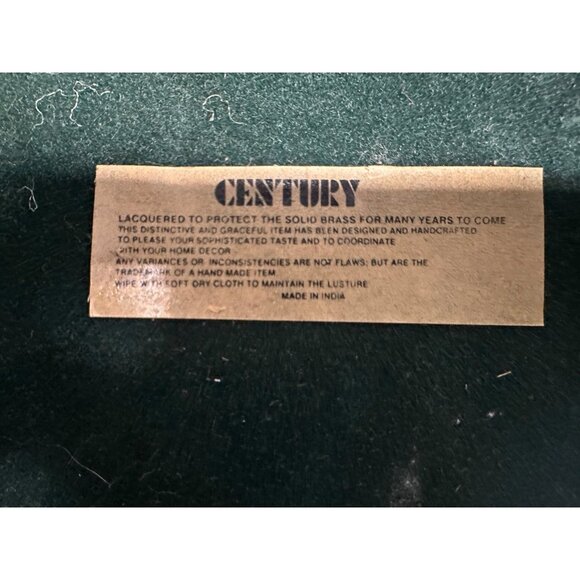 CENTURY
LACQUERED TO PROTECT THE SOLID BRASS FOR MANY YEARS TO COME
THIS DISTINCTIVE AND GRACEFUL ITEM HAS BEEN DESIGNED AND HANDCRAFTED
TO PLEASE YOUR SOPHISTICATED TASTE AND TO COORDINATE
WITH YOUR HOME DECOR
ANY VARIANCES OR INCONSISTENCIES ARE NOT FLAWS; BUT ARE THE
TRADEMARK OF A HAND MADE ITEM.
WIPE WITH SOFT DRY CLOTH TO MAINTAIN THE LUSTURE
MADE IN INDIA